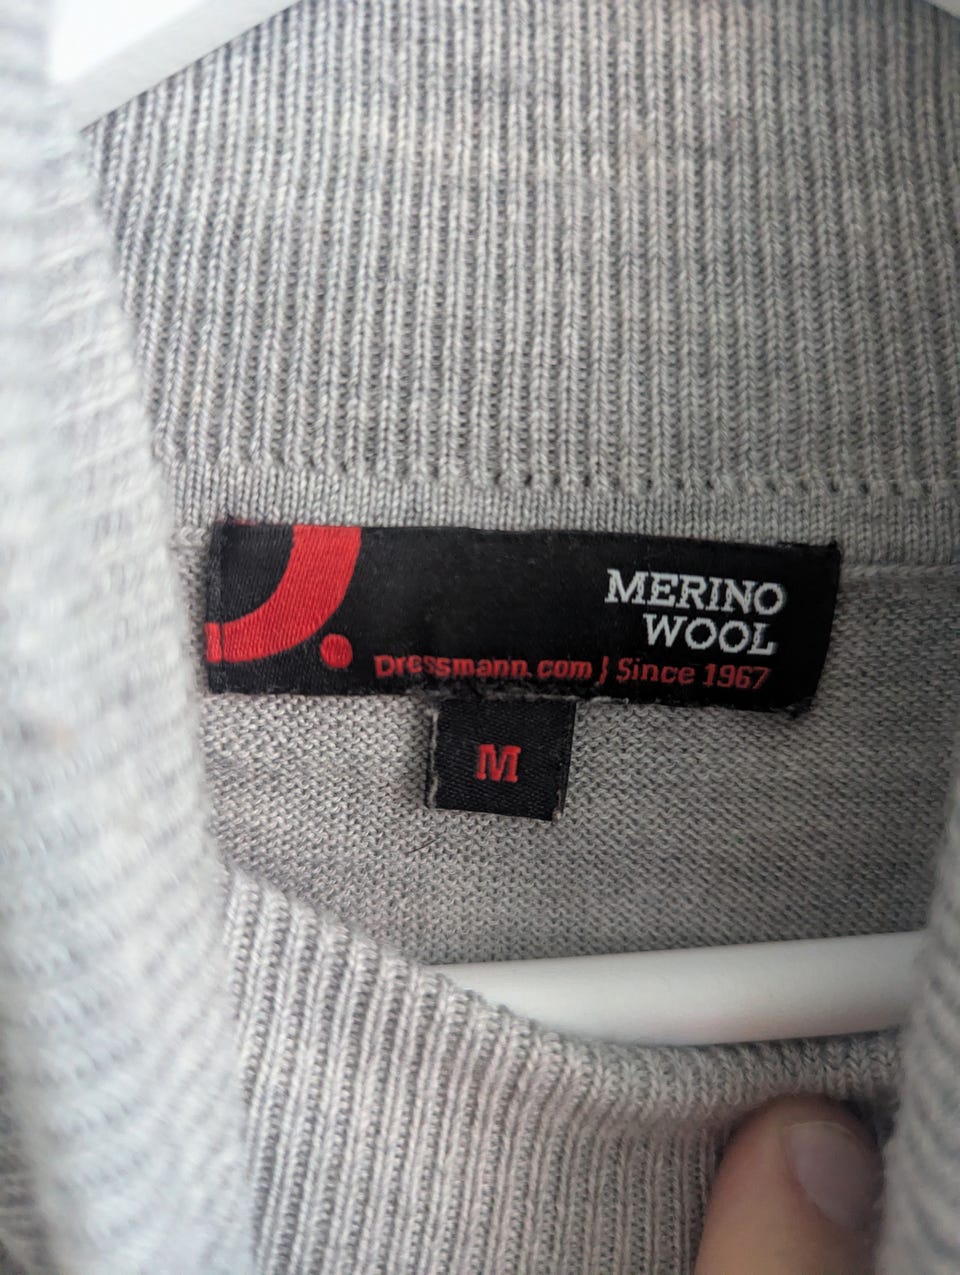 MERINO
WOOL
Dressmann.com } Since 1967
M